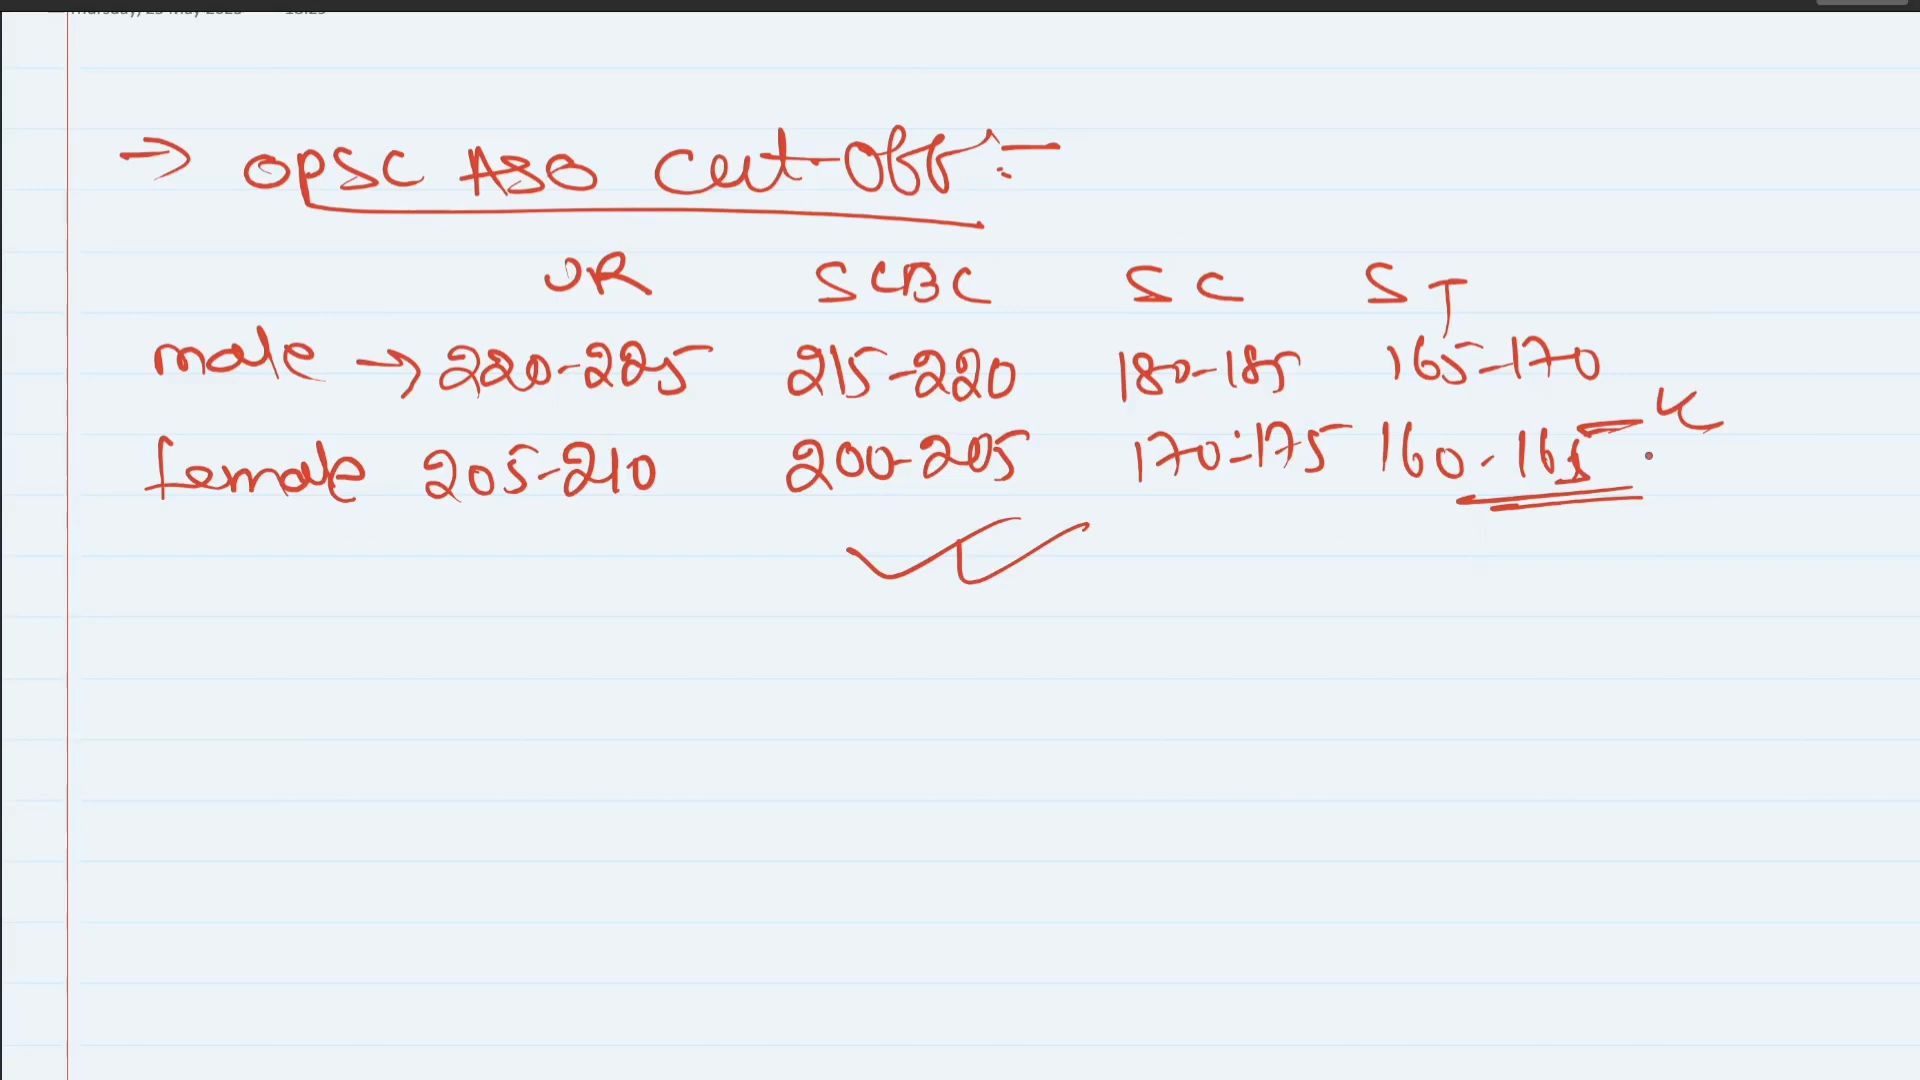 → OPSC ASO Cut-Off :-
UR SCBC SC ST
male → 220-225 215-220 180-185 165-170
female 205-210 200-205 170-175 160-165